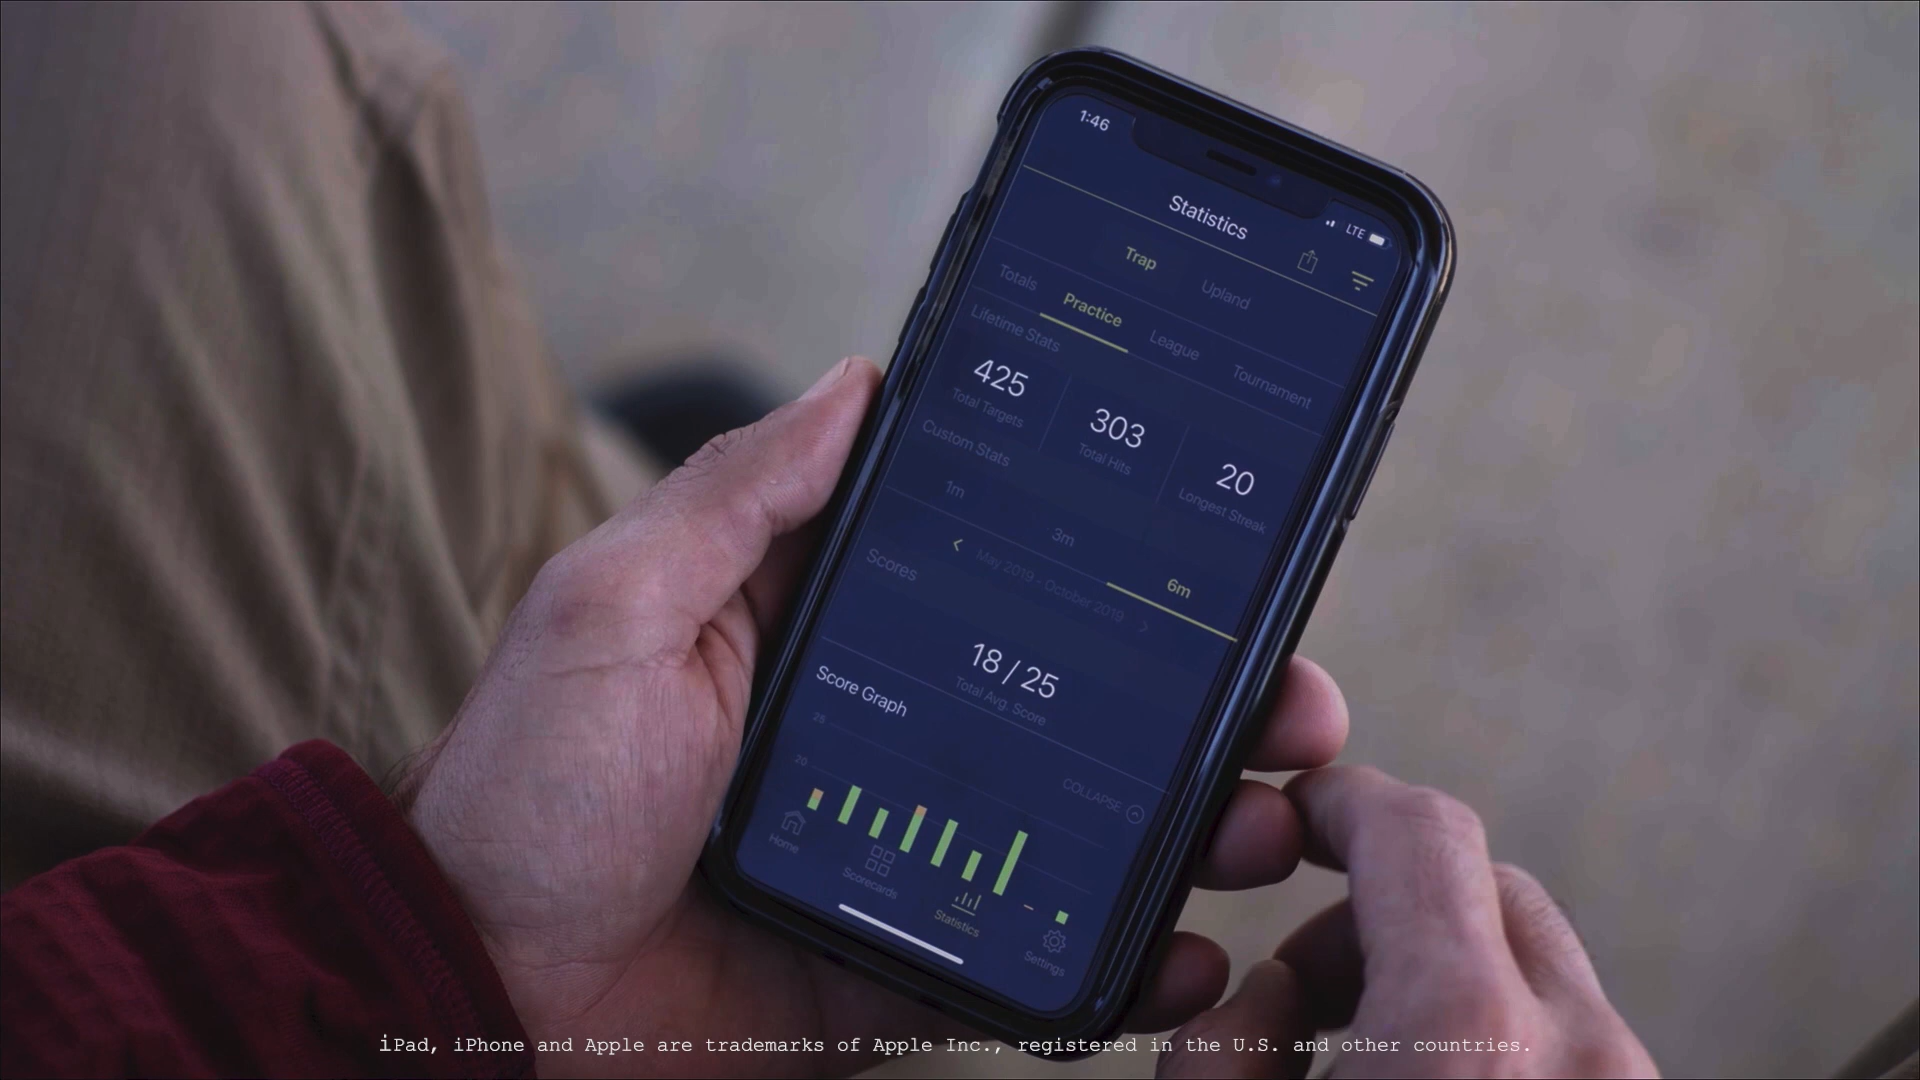 1:46
LTE
Statistics
Trap
Upland
Totals
Practice
League
Tournament
Lifetime Stats
425
Total Targets
303
Total Hits
20
Longest Streak
Custom Stats
1m
3m
6m
May 2019 - October 2019
Scores
18 / 25
Total Avg. Score
Score Graph
COLLAPSE
25
20
Home
Scorecards
Statistics
Settings
iPad, iPhone and Apple are trademarks of Apple Inc., registered in the U.S. and other countries.